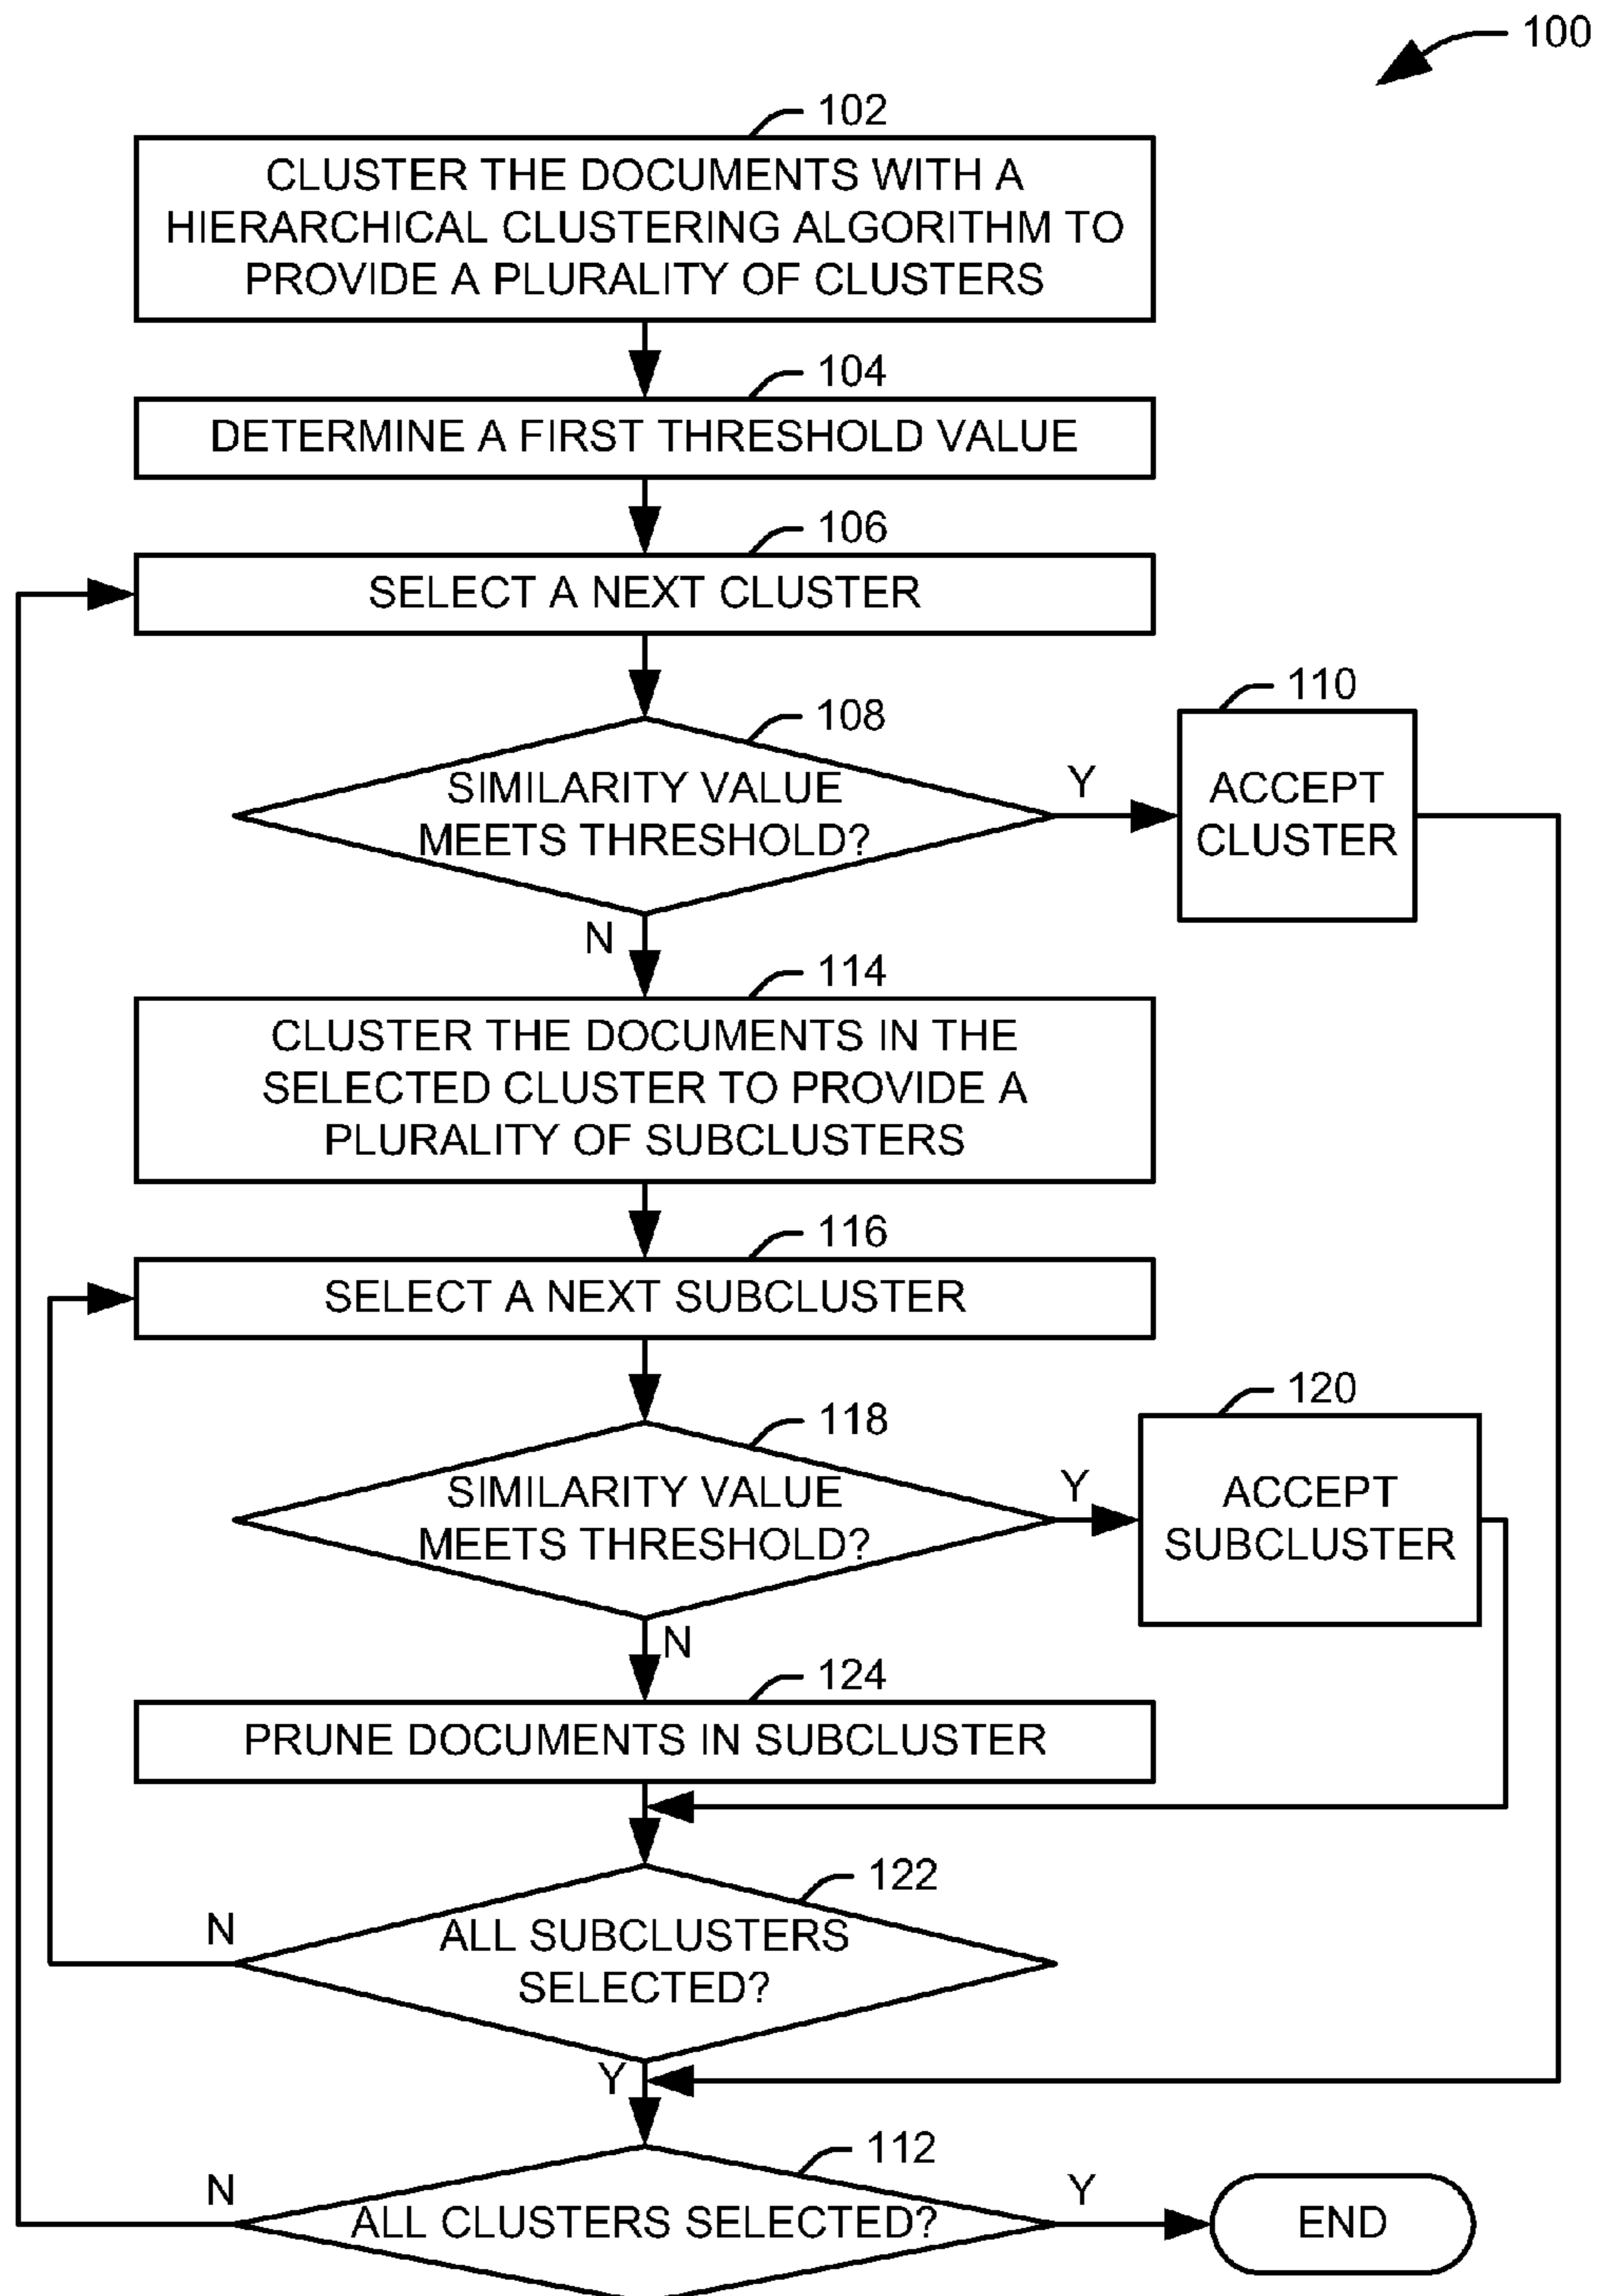 100
102
CLUSTER THE DOCUMENTS WITH A
HIERARCHICAL CLUSTERING ALGORITHM TO
PROVIDE A PLURALITY OF CLUSTERS
104
DETERMINE A FIRST THRESHOLD VALUE
106
SELECT A NEXT CLUSTER
108
SIMILARITY VALUE
MEETS THRESHOLD?
Y
110
ACCEPT
CLUSTER
N
114
CLUSTER THE DOCUMENTS IN THE
SELECTED CLUSTER TO PROVIDE A
PLURALITY OF SUBCLUSTERS
116
SELECT A NEXT SUBCLUSTER
118
SIMILARITY VALUE
MEETS THRESHOLD?
Y
120
ACCEPT
SUBCLUSTER
N
124
PRUNE DOCUMENTS IN SUBCLUSTER
122
N
ALL SUBCLUSTERS
SELECTED?
Y
112
N
ALL CLUSTERS SELECTED?
Y
END